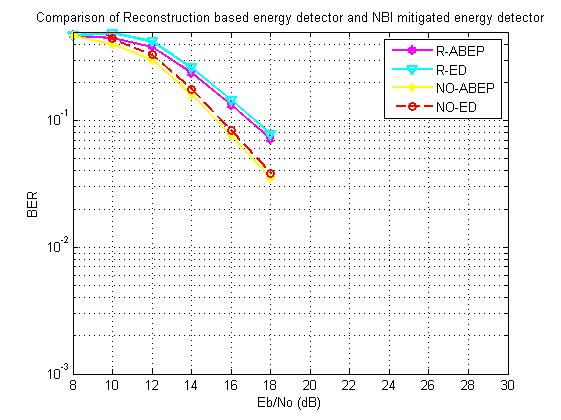 Comparison of Reconstruction based energy detector and NBI mitigated energy detector
R-ABEP
R-ED
NO-ABEP
NO-ED
10^-1
10^-2
10^-3
BER
8 10 12 14 16 18 20 22 24 26 28 30
Eb/No (dB)